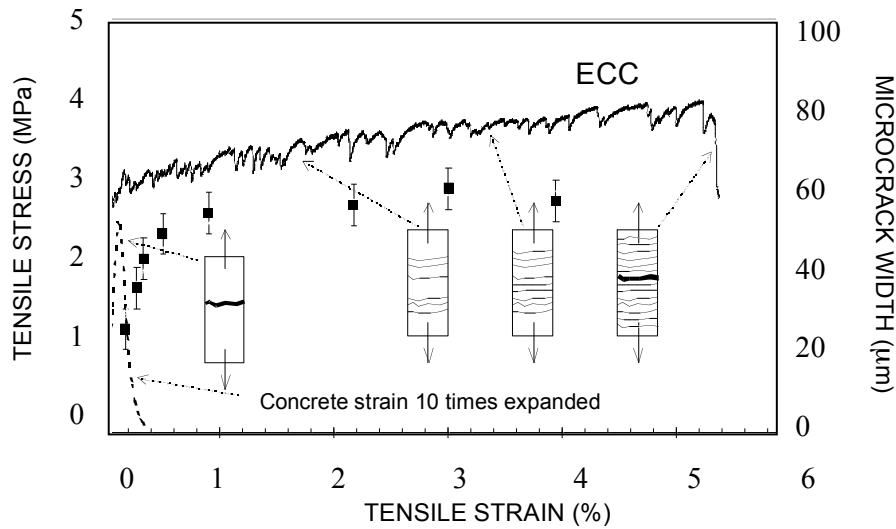 5
4
3
2
1
0
TENSILE STRESS (MPa)
ECC
Concrete strain 10 times expanded
100
80
60
40
20
0
MICROCRACK WIDTH (μm)
0 1 2 3 4 5 6
TENSILE STRAIN (%)